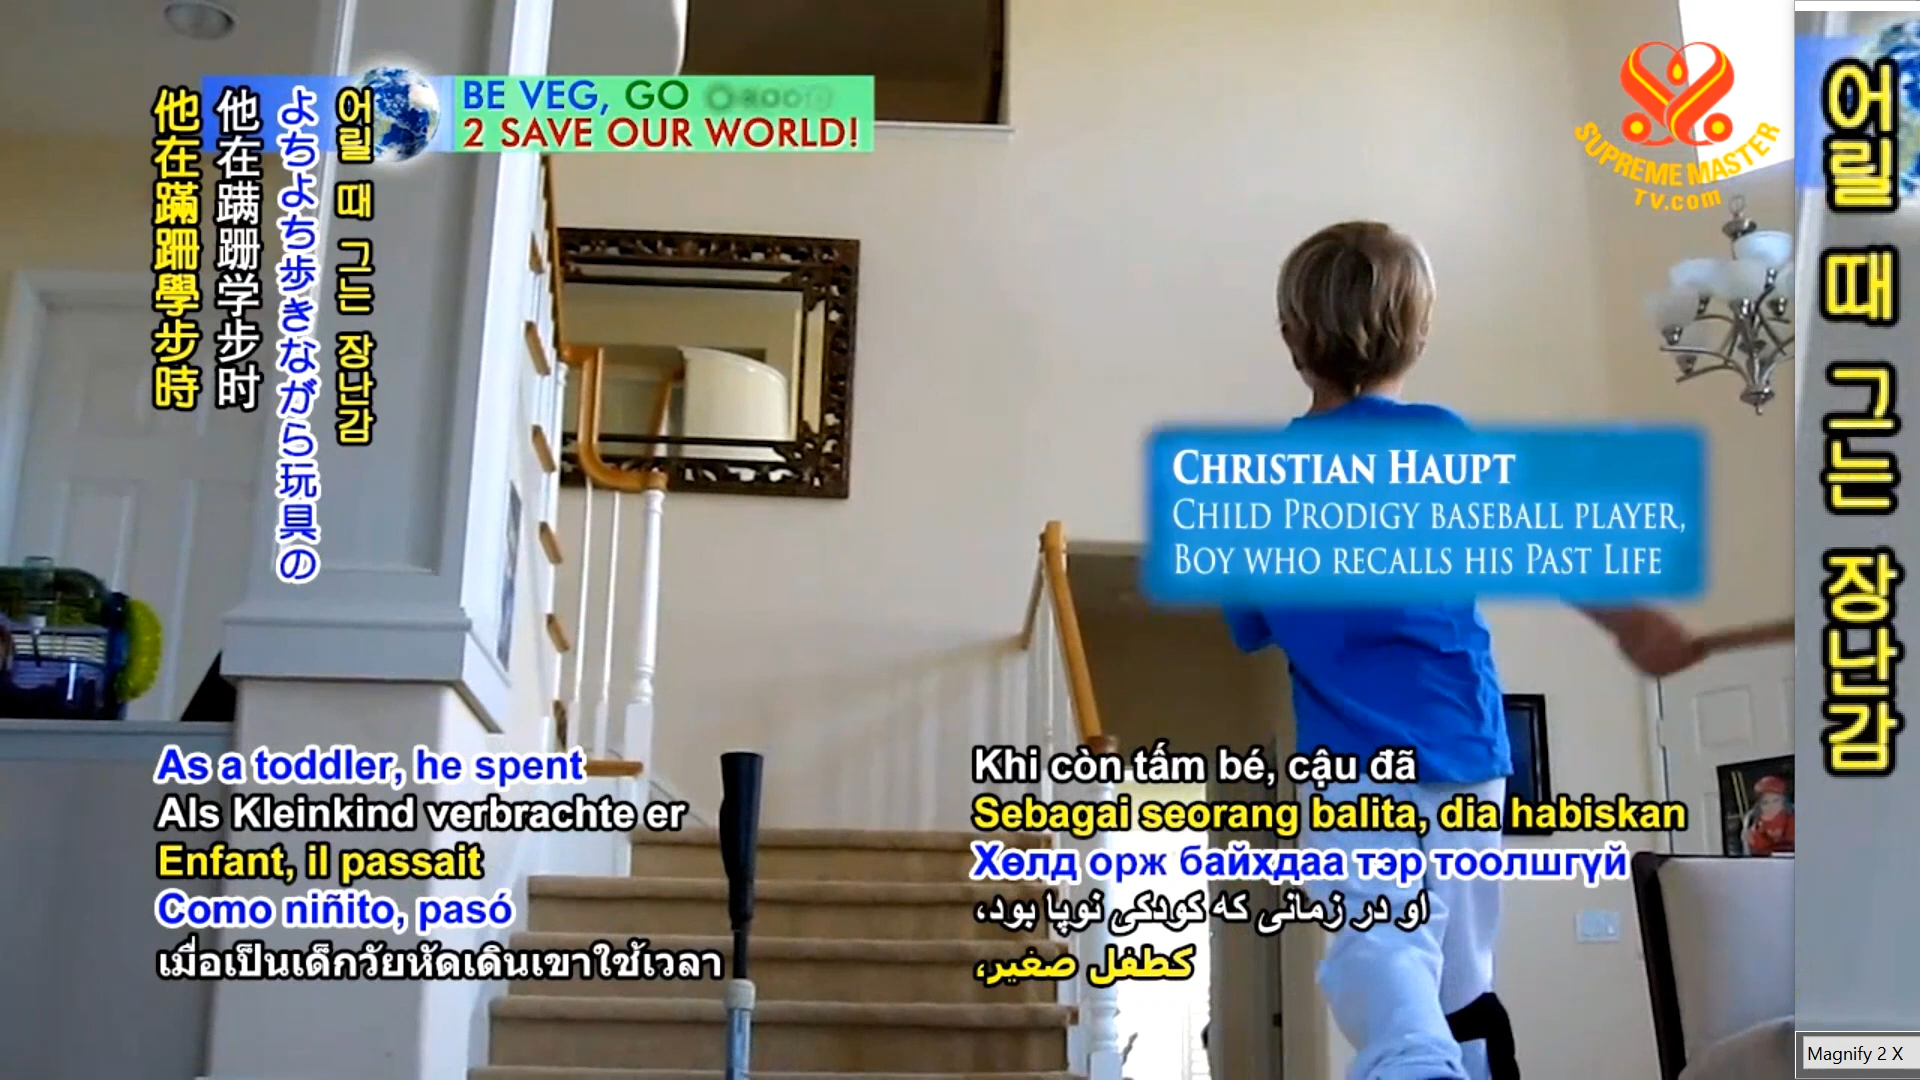 BE VEG, GO
2 SAVE OUR WORLD!
SUPREME MASTER
TV.com
어릴 때 그는 장난감
よちよち歩きながら玩具の
他在蹒跚学步时
他在蹣跚學步時
CHRISTIAN HAUPT
CHILD PRODIGY BASEBALL PLAYER,
BOY WHO RECALLS HIS PAST LIFE
As a toddler, he spent
Als Kleinkind verbrachte er
Enfant, il passait
Como niñito, pasó
เมื่อเป็นเด็กวัยหัดเดินเขาใช้เวลา
Khi còn tấm bé, cậu đã
Sebagai seorang balita, dia habiskan
Хөлд орж байхдаа тэр тоолшгүй
او در زمانی که کودکی نوپا بود،
كطفل صغير،
어릴 때 그는 장난감
Magnify 2 X